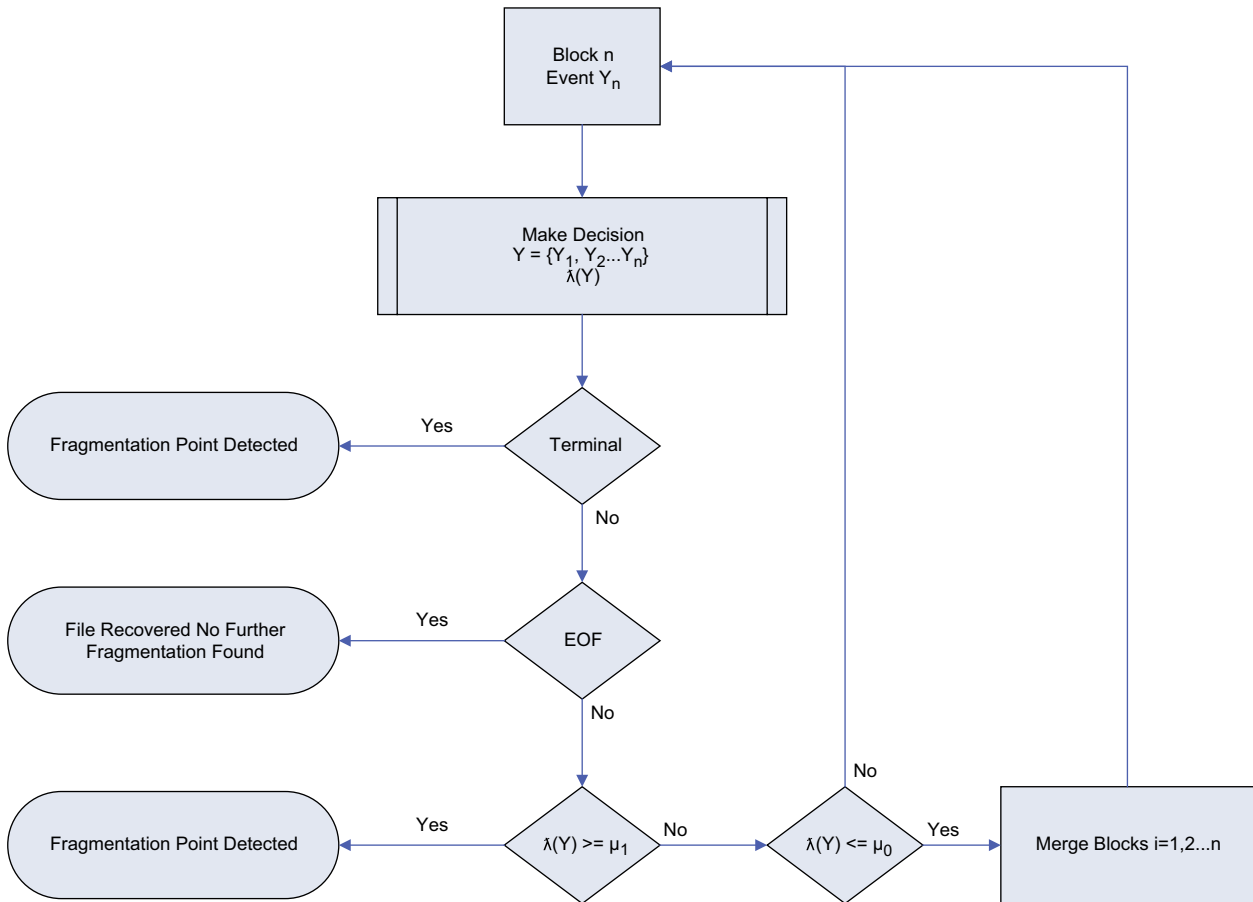 Block n
Event Yn
Make Decision
Y = {Y1, Y2...Yn}
ƛ(Y)
Yes
Fragmentation Point Detected
Terminal
No
Yes
File Recovered No Further
Fragmentation Found
EOF
No
Yes
Fragmentation Point Detected
ƛ(Y) >= µ1
No
No
ƛ(Y) <= µ0
Yes
Merge Blocks i=1,2...n